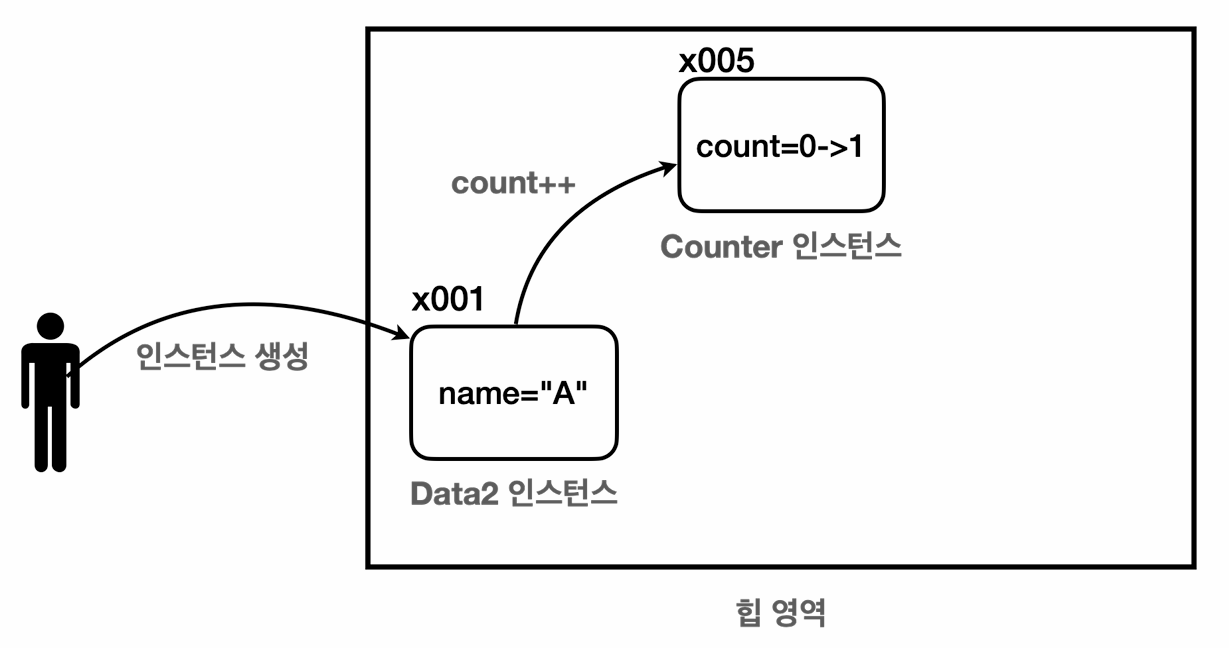 x005
count=0->1
count++
Counter 인스턴스
x001
인스턴스 생성
name="A"
Data2 인스턴스
힙 영역